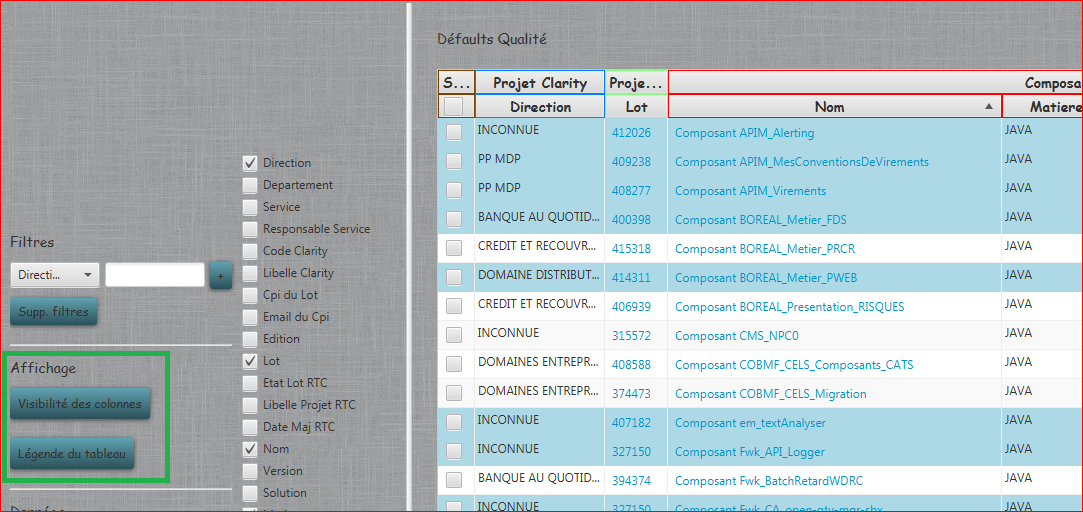 Défauts Qualité
S... Projet Clarity Proje... Composa
Direction Lot Nom Matiere
INCONNUE 412026 Composant APIM_Alerting JAVA
PP MDP 409238 Composant APIM_MesConventionsDeVirements JAVA
PP MDP 408277 Composant APIM_Virements JAVA
BANQUE AU QUOTID... 400398 Composant BOREAL_Metier_FDS JAVA
CREDIT ET RECOUVR... 415318 Composant BOREAL_Metier_PRCR JAVA
DOMAINE DISTRIBUT... 414311 Composant BOREAL_Metier_PWEB JAVA
CREDIT ET RECOUVR... 406939 Composant BOREAL_Presentation_RISQUES JAVA
INCONNUE 315572 Composant CMS_NPC0 JAVA
DOMAINES ENTREPR... 408588 Composant COBMF_CELS_Composants_CATS JAVA
DOMAINES ENTREPR... 374473 Composant COBMF_CELS_Migration JAVA
INCONNUE 407182 Composant em_textAnalyser JAVA
INCONNUE 327150 Composant Fwk_API_Logger JAVA
BANQUE AU QUOTID... 394374 Composant Fwk_BatchRetardWDRC JAVA
INCONNUE 327150 Composant Fwk_CA_open-qty-mgr-sbx JAVA
Direction
Departement
Service
Responsable Service
Code Clarity
Libelle Clarity
Cpi du Lot
Email du Cpi
Edition
Lot
Etat Lot RTC
Libelle Projet RTC
Date Maj RTC
Nom
Version
Solution
Filtres
Directi... +
Supp. filtres
Affichage
Visibilité des colonnes
Légende du tableau
Données